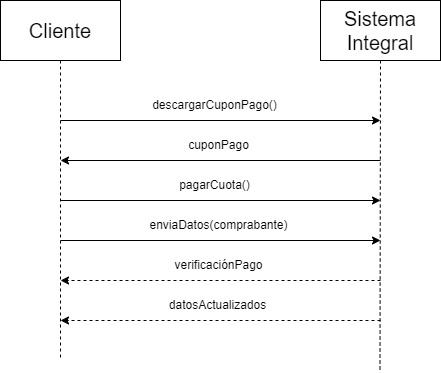 Cliente
Sistema
Integral
descargarCuponPago()
cuponPago
pagarCuota()
enviaDatos(comprabante)
verificaciónPago
datosActualizados